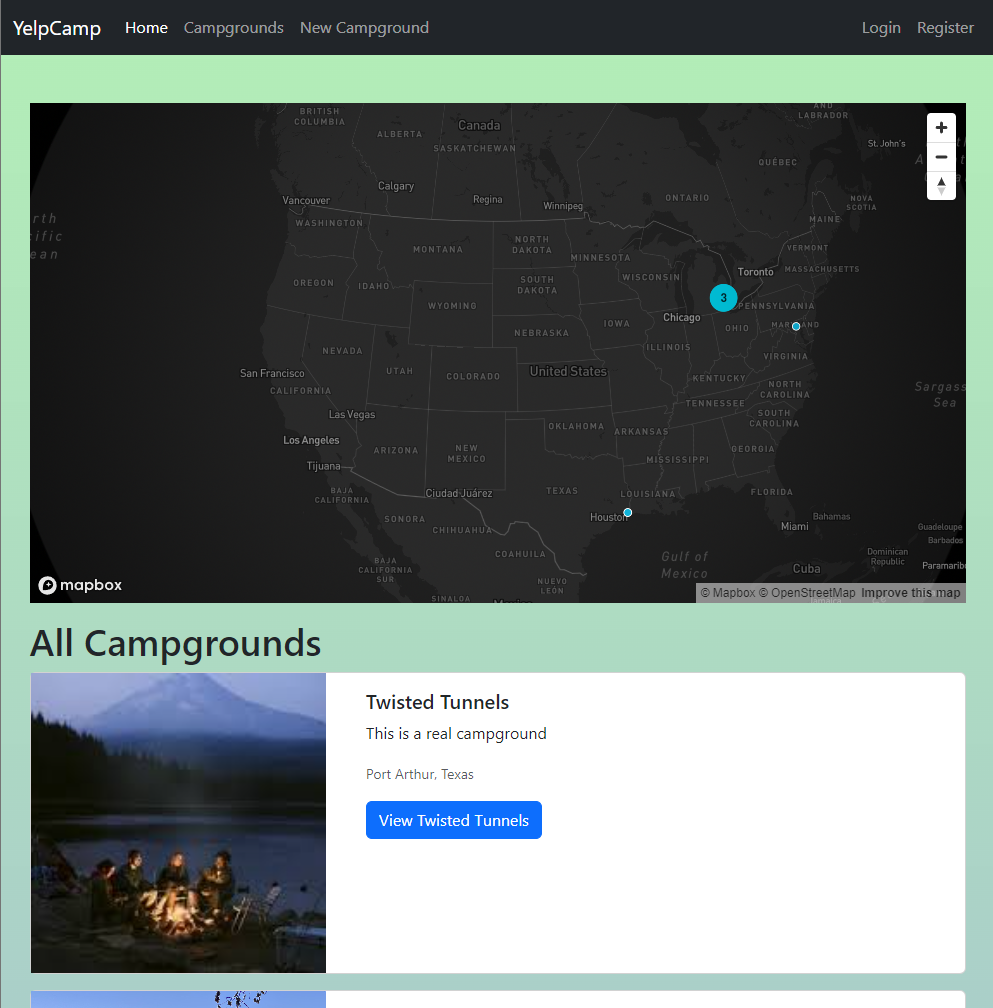 YelpCamp Home Campgrounds New Campground Login Register
AND
LABRADOR
BRITISH
COLUMBIA
ALBERTA
Canada
SASKATCHEWAN
St. John's
QUÉBEC
Calgary
Regina
Winnipeg
ONTARIO
NOVA
SCOTIA
Vancouver
WASHINGTON
MAINE
NORTH
DAKOTA
MONTANA
MINNESOTA
VERMONT
MASSACHUSETTS
Toronto
WISCONSIN
OREGON
IDAHO
SOUTH
DAKOTA
3
WYOMING
PENNSYLVANIA
Chicago
IOWA
OHIO
NEBRASKA
ILLINOIS
NEVADA
VIRGINIA
San Francisco
UTAH
COLORADO
United States
KENTUCKY
CALIFORNIA
NORTH
CAROLINA
Sargass
Sea
TENNESSEE
Las Vegas
SOUTH
CAROLINA
OKLAHOMA
ARKANSAS
Los Angeles
ARIZONA
NEW
MEXICO
GEORGIA
MISSISSIPPI
Tijuana
BAJA
CALIFORNIA
Ciudad Juárez
TEXAS
LOUISIANA
FLORIDA
SONORA
Houston
CHIHUAHUA
Miami
Bahamas
Guadeloupe
Barbados
COAHUILA
Gulf of
Mexico
Dominican
Republic
BAJA
CALIFORNIA
SUR
Cuba
Paramaribo
NUEVO
LEÓN
SINALOA
mapbox
© Mapbox © OpenStreetMap Improve this map
All Campgrounds
Twisted Tunnels
This is a real campground
Port Arthur, Texas
View Twisted Tunnels